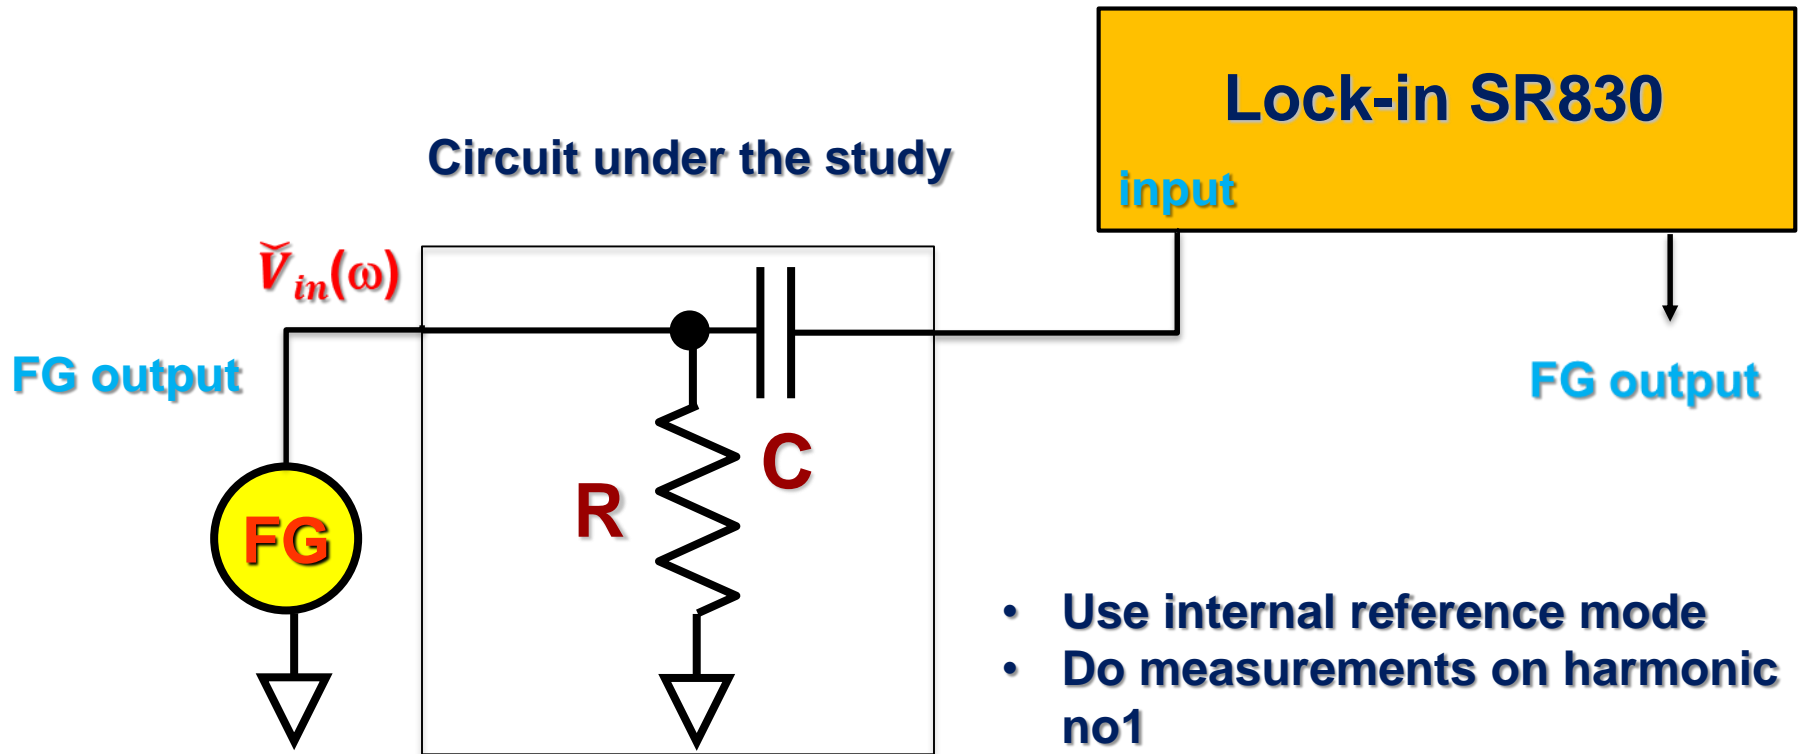 Lock-in SR830
Circuit under the study
input
V̌in(ω)
FG output
FG output
C
R
FG
• Use internal reference mode
• Do measurements on harmonic
no1